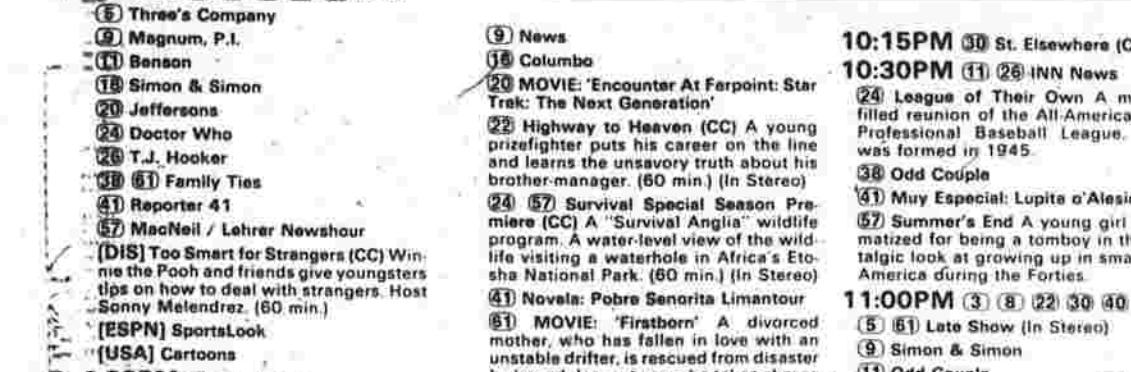 (5) Three's Company
(9) Magnum, P.I.
(11) Benson
(18) Simon & Simon
(20) Jeffersons
(24) Doctor Who
(26) T.J. Hooker
(38) (61) Family Ties
(41) Reporter 41
(57) MacNeil / Lehrer Newshour
[DIS] Too Smart for Strangers (CC) Win-
nie the Pooh and friends give youngsters
tips on how to deal with strangers. Host
Sonny Melendrez. (60 min.)
[ESPN] SportsLook
[USA] Cartoons
(9) News
(18) Columbo
(20) MOVIE: 'Encounter At Farpoint: Star
Trek: The Next Generation'
(22) Highway to Heaven (CC) A young
prizefighter puts his career on the line
and learns the unsavory truth about his
brother-manager. (60 min.) (In Stereo)
(24) (57) Survival Special Season Pre-
miere (CC) A "Survival Anglia" wildlife
program. A water-level view of the wild-
life visiting a waterhole in Africa's Eto-
sha National Park. (60 min.) (In Stereo)
(41) Novela: Pobre Senorita Limantour
(61) MOVIE: 'Firstborn' A divorced
mother, who has fallen in love with an
unstable drifter, is rescued from disaster
10:15PM (30) St. Elsewhere (C
10:30PM (11) (26) INN News
(24) League of Their Own A m
filled reunion of the All-America
Professional Baseball League,
was formed in 1945.
(38) Odd Couple
(41) Muy Especial: Lupita o'Alesi
(57) Summer's End A young girl
matized for being a tomboy in th
talgic look at growing up in sma
America during the Forties.
11:00PM (3) (8) (22) (30) (40)
(5) (61) Late Show (In Stereo)
(9) Simon & Simon
(11) Odd Couple